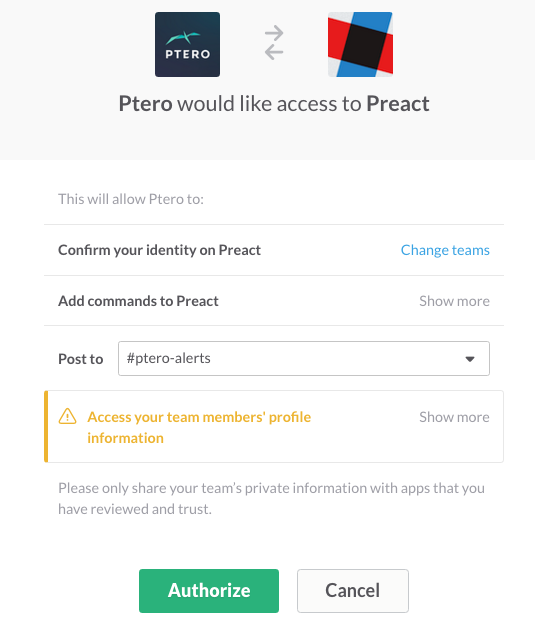 PTERO
Ptero would like access to Preact
This will allow Ptero to:
Confirm your identity on Preact Change teams
Add commands to Preact Show more
Post to #ptero-alerts
Access your team members' profile Show more
information
Please only share your team’s private information with apps that you
have reviewed and trust.
Authorize Cancel